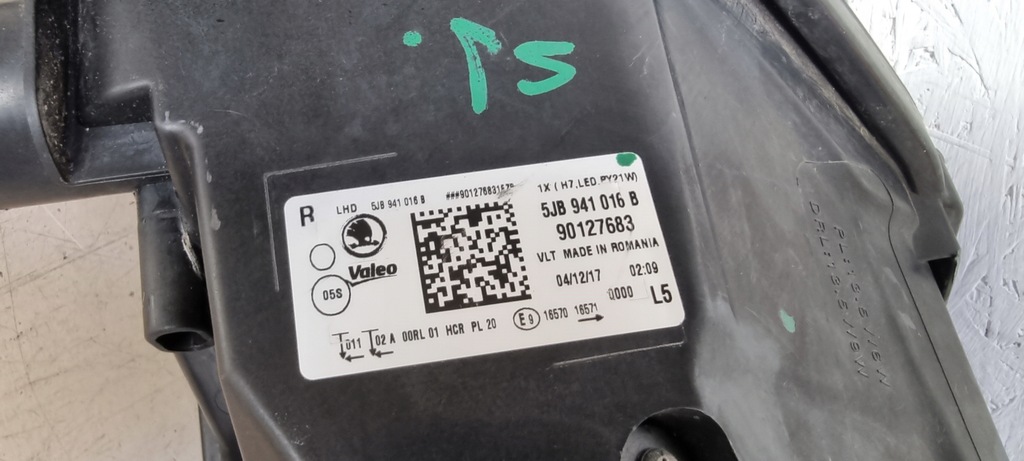 R LHD 5JB 941 016 B
1X (H7,LED,PY21W)
5JB 941 016 B
90127683
VLT MADE IN ROMANIA
04/12/17 02:09
0000 L5
Valeo
05S
011 02 A 00RL 01 HCR PL 20 E9 16570 16571